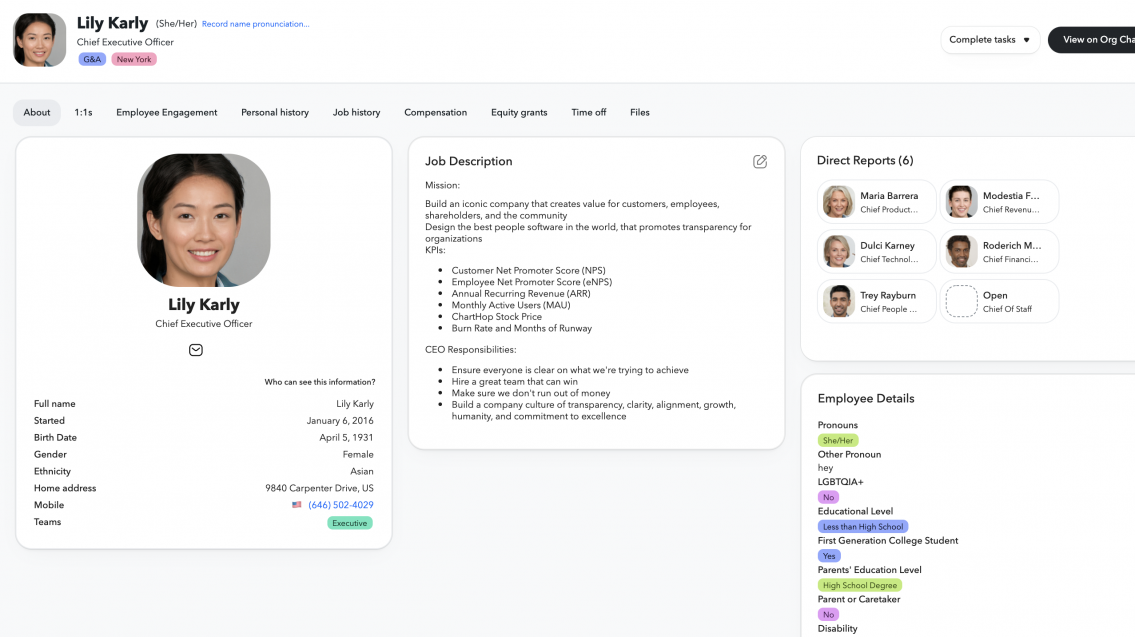 Lily Karly (She/Her) Record name pronunciation...
Chief Executive Officer
G&A New York
Complete tasks
View on Org Cha
About 1:1s Employee Engagement Personal history Job history Compensation Equity grants Time off Files
Lily Karly
Chief Executive Officer
Who can see this information?
Full name Lily Karly
Started January 6, 2016
Birth Date April 5, 1931
Gender Female
Ethnicity Asian
Home address 9840 Carpenter Drive, US
Mobile (646) 502-4029
Teams Executive
Job Description
Mission:
Build an iconic company that creates value for customers, employees,
shareholders, and the community
Design the best people software in the world, that promotes transparency for
organizations
KPIs:
Customer Net Promoter Score (NPS)
Employee Net Promoter Score (eNPS)
Annual Recurring Revenue (ARR)
Monthly Active Users (MAU)
ChartHop Stock Price
Burn Rate and Months of Runway
CEO Responsibilities:
Ensure everyone is clear on what we're trying to achieve
Hire a great team that can win
Make sure we don't run out of money
Build a company culture of transparency, clarity, alignment, growth,
humanity, and commitment to excellence
Direct Reports (6)
Maria Barrera
Chief Product...
Modestia F...
Chief Revenu...
Dulci Karney
Chief Technol...
Roderich M...
Chief Financi...
Trey Rayburn
Chief People ...
Open
Chief Of Staff
Employee Details
Pronouns
She/Her
Other Pronoun
hey
LGBTQIA+
No
Educational Level
Less than High School
First Generation College Student
Yes
Parents' Education Level
High School Degree
Parent or Caretaker
No
Disability